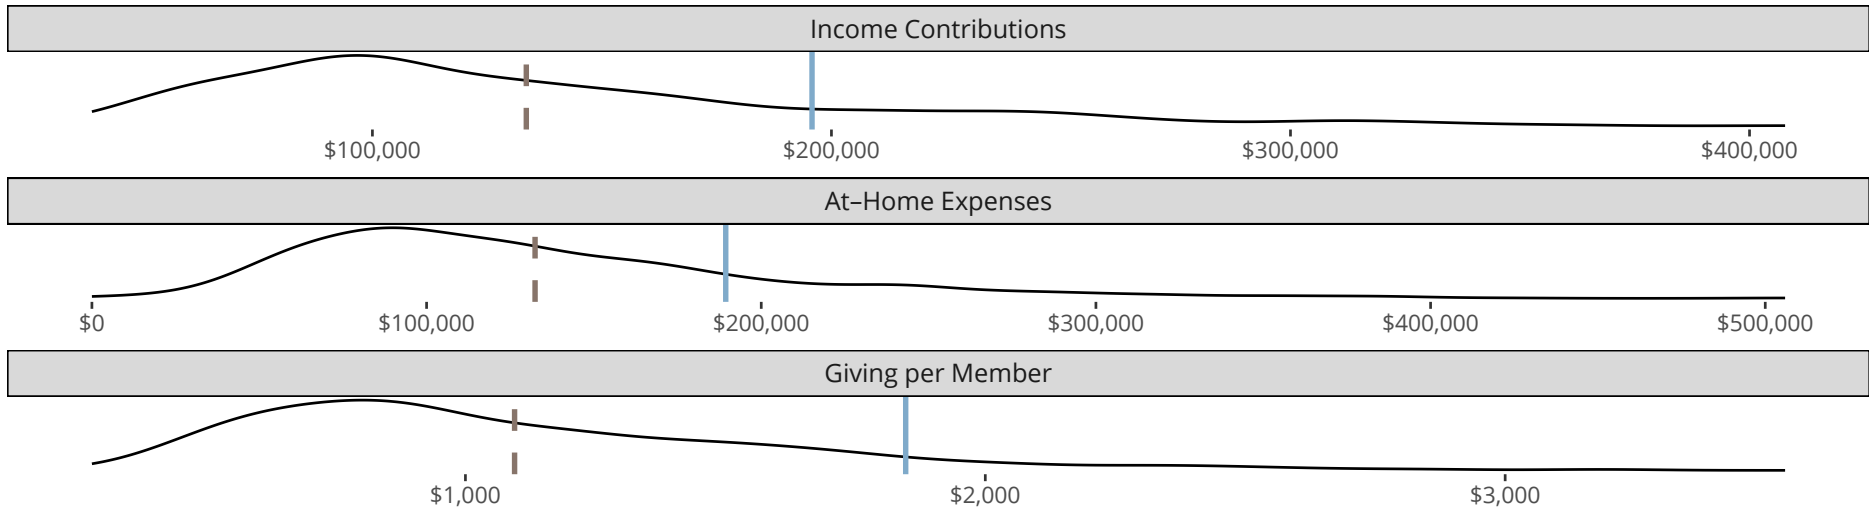 Income Contributions
$100,000 $200,000 $300,000 $400,000
At–Home Expenses
$0 $100,000 $200,000 $300,000 $400,000 $500,000
Giving per Member
$1,000 $2,000 $3,000